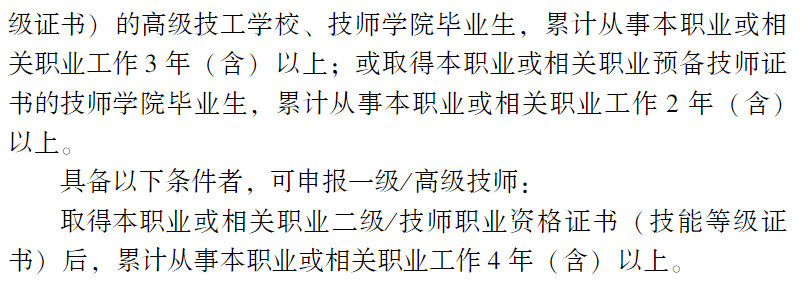 级证书）的高级技工学校、技师学院毕业生，累计从事本职业或相
关职业工作 3 年（含）以上；或取得本职业或相关职业预备技师证
书的技师学院毕业生，累计从事本职业或相关职业工作 2 年（含）
以上。
具备以下条件者，可申报一级/高级技师：
取得本职业或相关职业二级/技师职业资格证书（技能等级证
书）后，累计从事本职业或相关职业工作 4 年（含）以上。